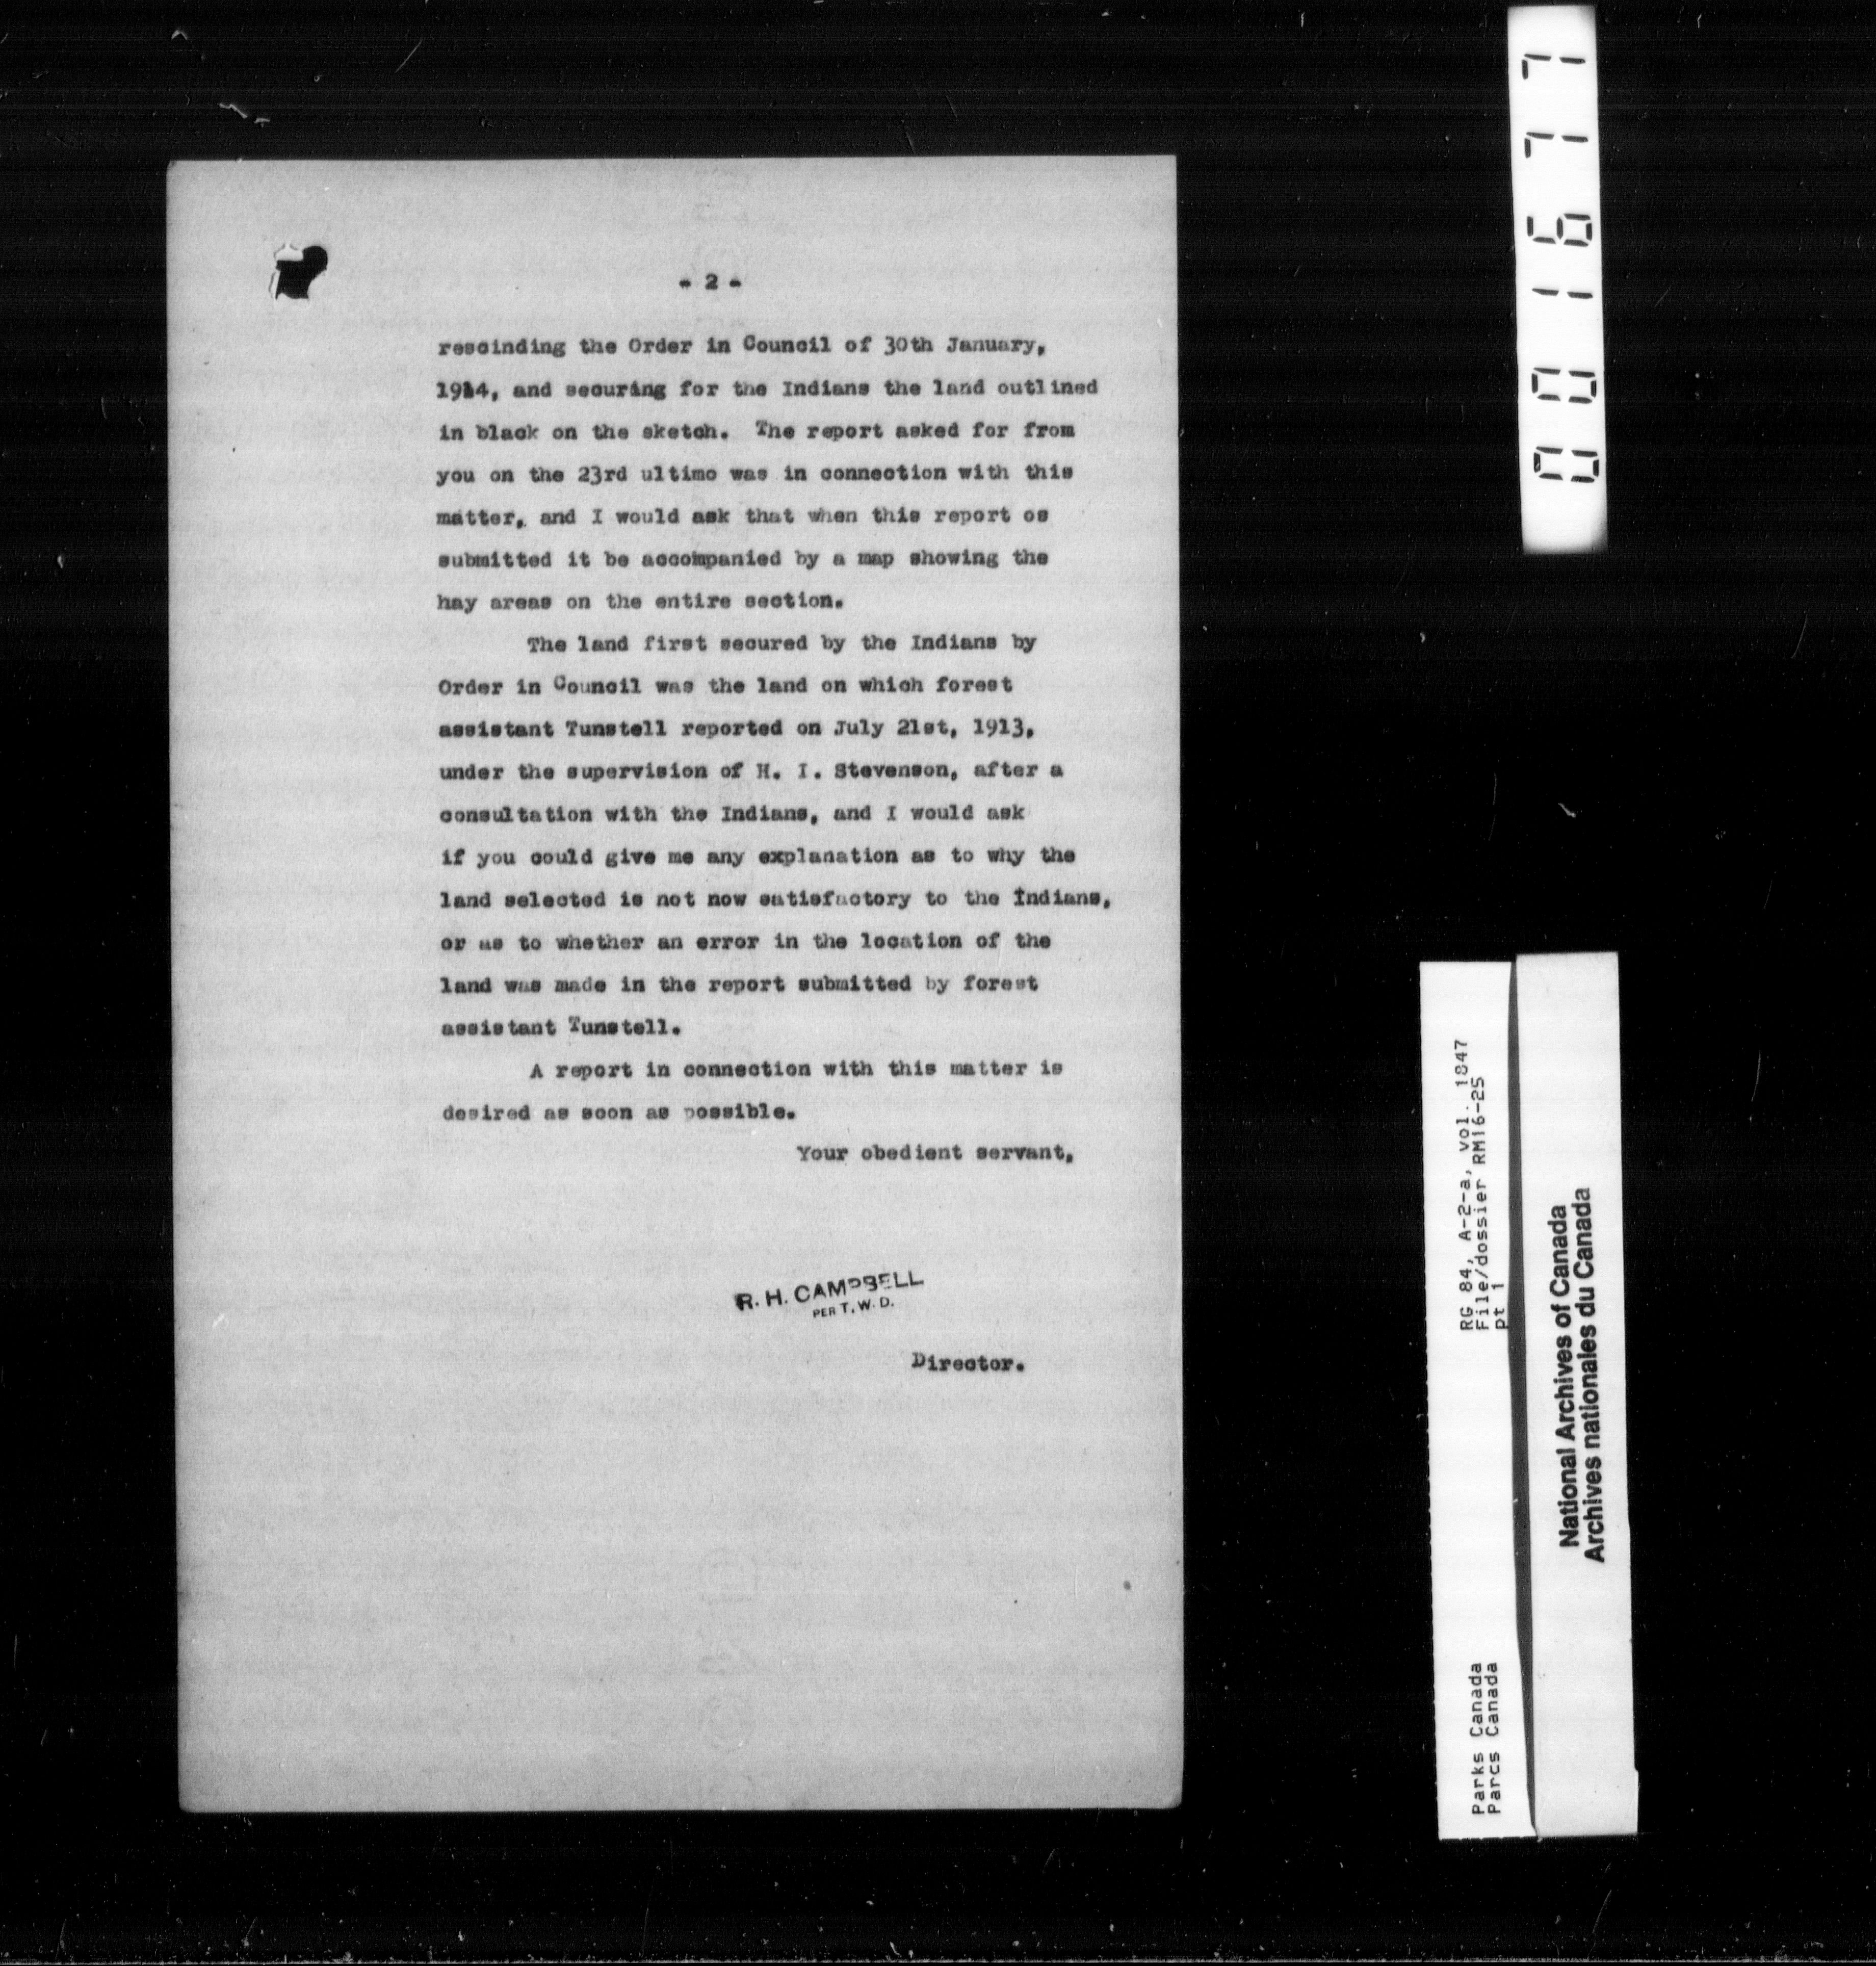 - 2 -
rescinding the Order in Council of 30th January,
1914, and securing for the Indians the land outlined
in black on the sketch. The report asked for from
you on the 23rd ultimo was in connection with this
matter, and I would ask that when this report os
submitted it be accompanied by a map showing the
hay areas on the entire section.
The land first secured by the Indians by
Order in Council was the land on which forest
assistant Tunstell reported on July 21st, 1913,
under the supervision of H. I. Stevenson, after a
consultation with the Indians, and I would ask
if you could give me any explanation as to why the
land selected is not now satisfactory to the Indians,
or as to whether an error in the location of the
land was made in the report submitted by forest
assistant Tunstell.
A report in connection with this matter is
desired as soon as possible.
Your obedient servant,
R. H. CAMPBELL
PER T. W. D.
Director.
001677
RG 84, A-2-a, vol. 1847
File/dossier RM16-25
pt 1
Parks Canada
Parcs Canada
National Archives of Canada
Archives nationales du Canada